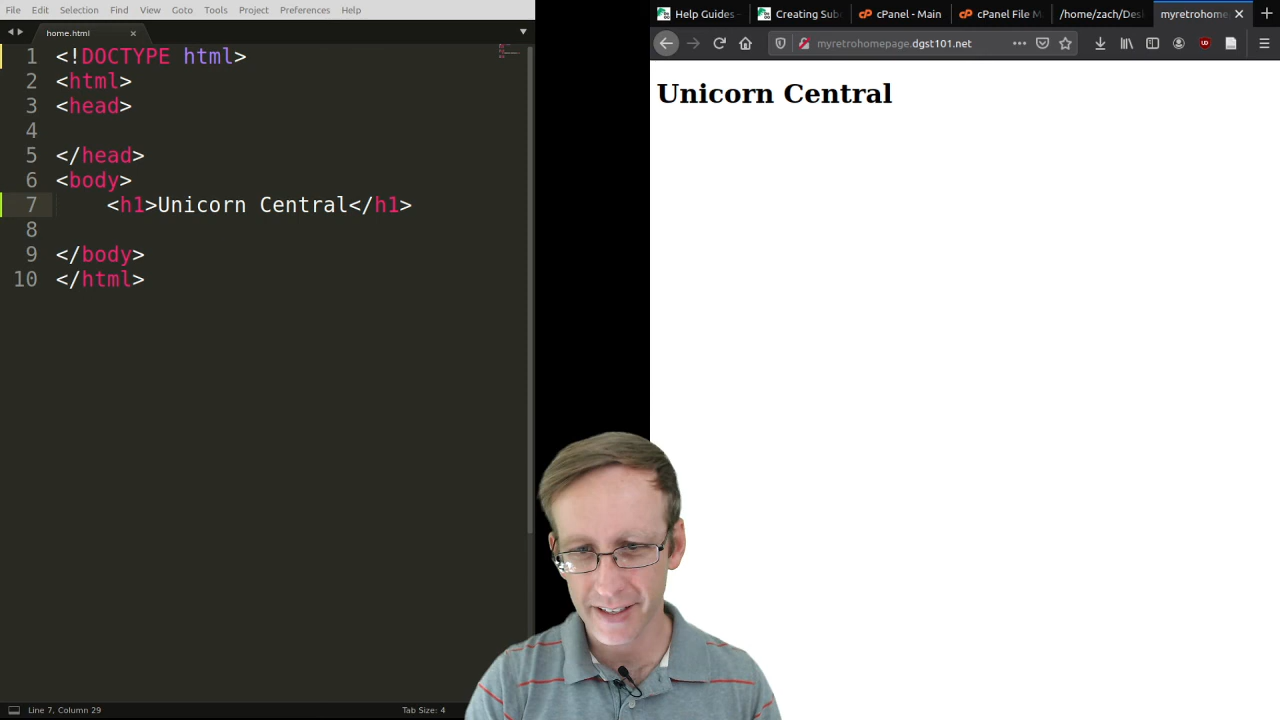 File Edit Selection Find View Goto Tools Project Preferences Help
home.html
1 <!DOCTYPE html>
2 <html>
3 <head>
4
5 </head>
6 <body>
7 <h1>Unicorn Central</h1>
8
9 </body>
10 </html>
Line 7, Column 29
Tab Size: 4
Help Guides - Creating Sub cPanel - Main cPanel File M /home/zach/Des myretrohome
myretrohomepage.dgst101.net
Unicorn Central